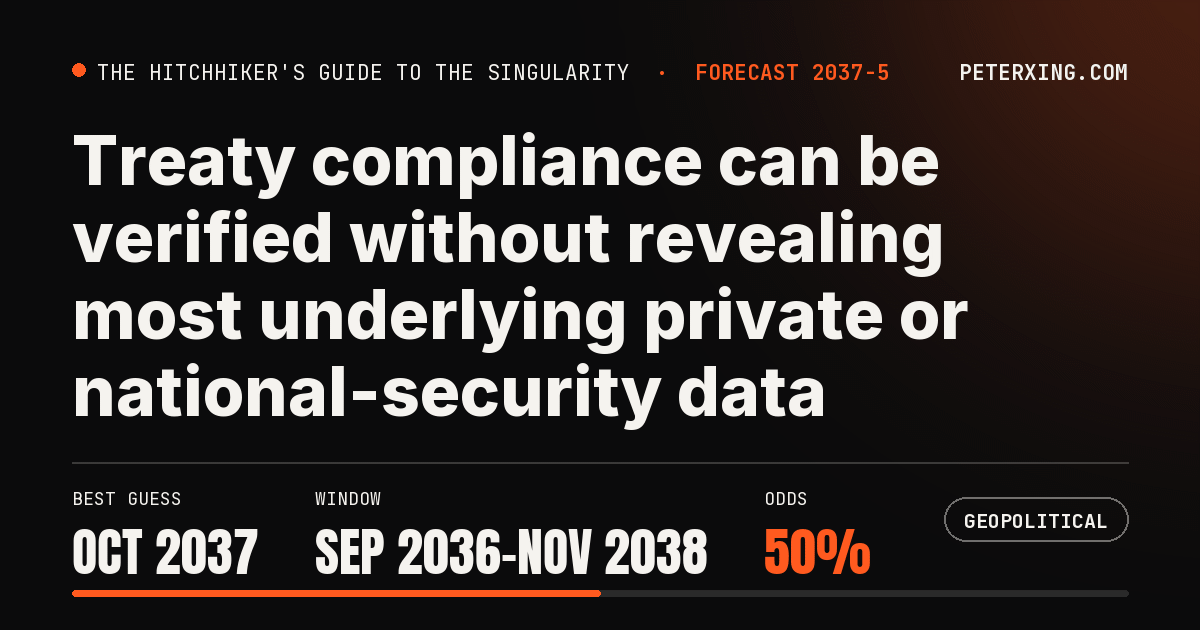 THE HITCHHIKER'S GUIDE TO THE SINGULARITY · FORECAST 2037-5 PETERXING.COM
Treaty compliance can be
verified without revealing
most underlying private or
national-security data
BEST GUESS WINDOW ODDS
OCT 2037 SEP 2036-NOV 2038 50%
GEOPOLITICAL